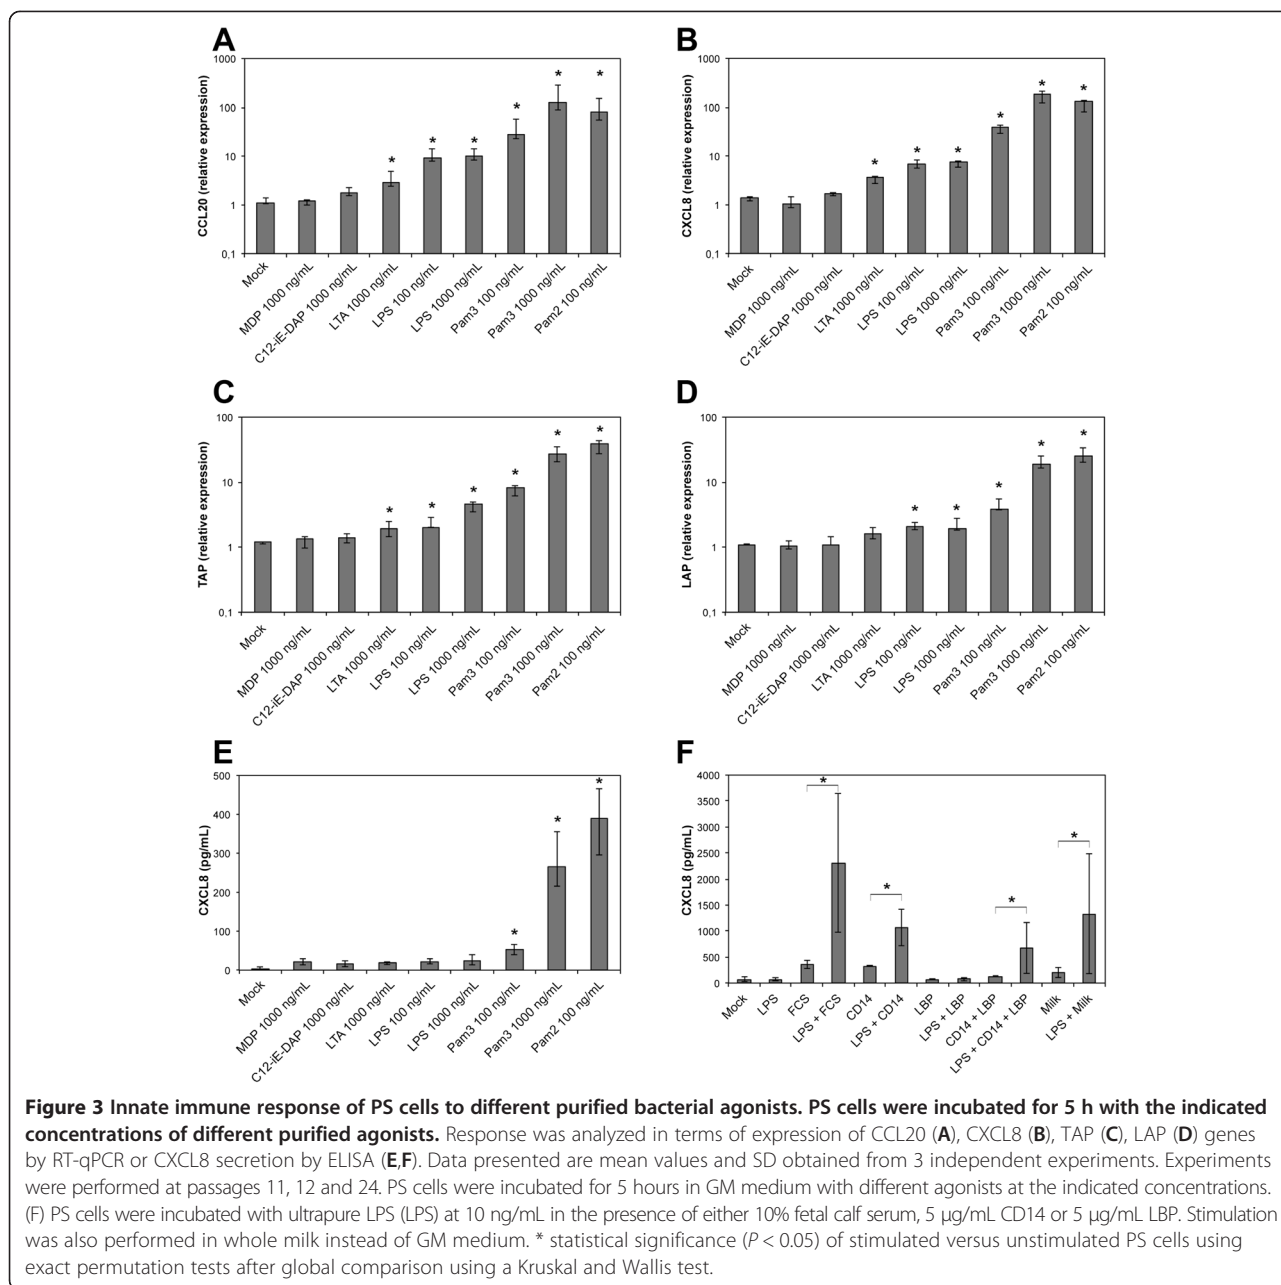 A
1000
100
10
1
0,1
CCL20 (relative expression)
* * * * * *
Mock
MDP 1000 ng/mL
C12-iE-DAP 1000 ng/mL
LTA 1000 ng/mL
LPS 100 ng/mL
LPS 1000 ng/mL
Pam3 100 ng/mL
Pam3 1000 ng/mL
Pam2 100 ng/mL
B
1000
100
10
1
0,1
CXCL8 (relative expression)
* * * * * *
Mock
MDP 1000 ng/mL
C12-iE-DAP 1000 ng/mL
LTA 1000 ng/mL
LPS 100 ng/mL
LPS 1000 ng/mL
Pam3 100 ng/mL
Pam3 1000 ng/mL
Pam2 100 ng/mL
C
100
10
1
0,1
TAP (relative expression)
* * * * * *
Mock
MDP 1000 ng/mL
C12-iE-DAP 1000 ng/mL
LTA 1000 ng/mL
LPS 100 ng/mL
LPS 1000 ng/mL
Pam3 100 ng/mL
Pam3 1000 ng/mL
Pam2 100 ng/mL
D
100
10
1
0,1
LAP (relative expression)
* * * * *
Mock
MDP 1000 ng/mL
C12-iE-DAP 1000 ng/mL
LTA 1000 ng/mL
LPS 100 ng/mL
LPS 1000 ng/mL
Pam3 100 ng/mL
Pam3 1000 ng/mL
Pam2 100 ng/mL
E
500
400
300
200
100
0
CXCL8 (pg/mL)
* * *
Mock
MDP 1000 ng/mL
C12-iE-DAP 1000 ng/mL
LTA 1000 ng/mL
LPS 100 ng/mL
LPS 1000 ng/mL
Pam3 100 ng/mL
Pam3 1000 ng/mL
Pam2 100 ng/mL
F
4000
3500
3000
2500
2000
1500
1000
500
0
CXCL8 (pg/mL)
* * * *
Mock
LPS
FCS
LPS + FCS
CD14
LPS + CD14
LBP
LPS + LBP
CD14 + LBP
LPS + CD14 + LBP
Milk
LPS + Milk
Figure 3 Innate immune response of PS cells to different purified bacterial agonists. PS cells were incubated for 5 h with the indicated
concentrations of different purified agonists. Response was analyzed in terms of expression of CCL20 (A), CXCL8 (B), TAP (C), LAP (D) genes
by RT-qPCR or CXCL8 secretion by ELISA (E,F). Data presented are mean values and SD obtained from 3 independent experiments. Experiments
were performed at passages 11, 12 and 24. PS cells were incubated for 5 hours in GM medium with different agonists at the indicated concentrations.
(F) PS cells were incubated with ultrapure LPS (LPS) at 10 ng/mL in the presence of either 10% fetal calf serum, 5 µg/mL CD14 or 5 µg/mL LBP. Stimulation
was also performed in whole milk instead of GM medium. * statistical significance (P < 0.05) of stimulated versus unstimulated PS cells using
exact permutation tests after global comparison using a Kruskal and Wallis test.